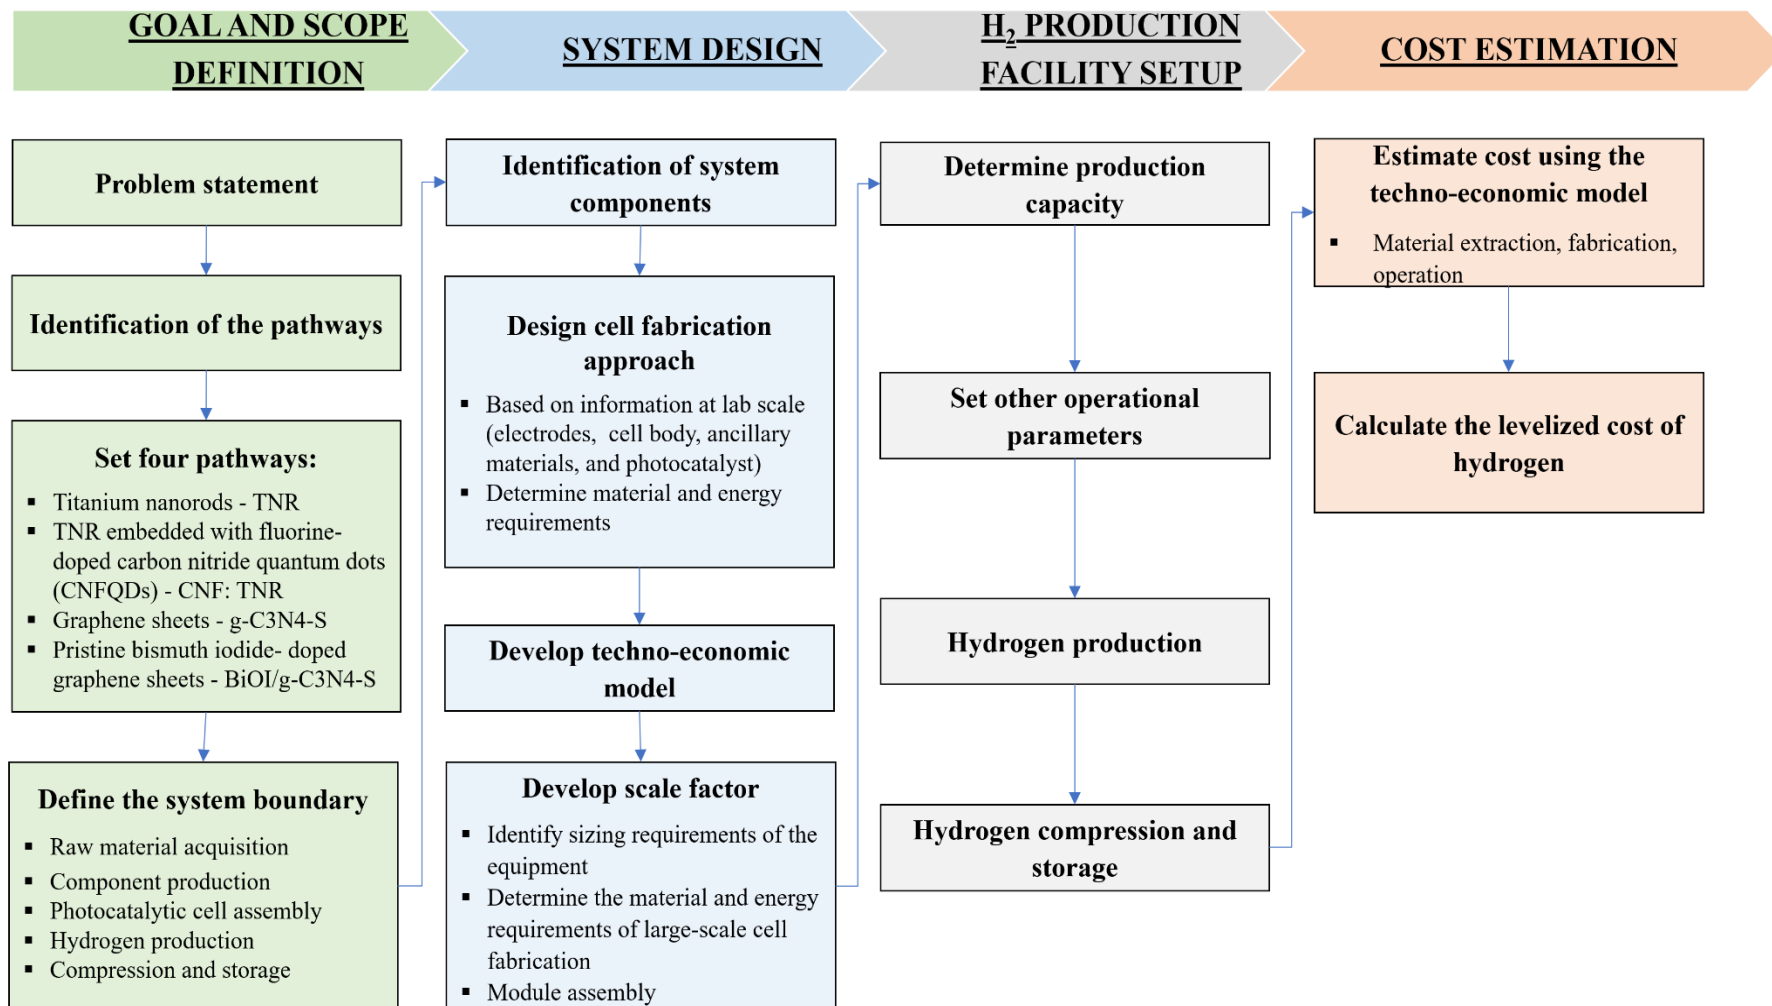 GOAL AND SCOPE
DEFINITION
SYSTEM DESIGN
H2 PRODUCTION
FACILITY SETUP
COST ESTIMATION
Problem statement
Identification of the pathways
Set four pathways:
▪ Titanium nanorods - TNR
▪ TNR embedded with fluorine-
doped carbon nitride quantum dots
(CNFQDs) - CNF: TNR
▪ Graphene sheets - g-C3N4-S
▪ Pristine bismuth iodide- doped
graphene sheets - BiOI/g-C3N4-S
Define the system boundary
▪ Raw material acquisition
▪ Component production
▪ Photocatalytic cell assembly
▪ Hydrogen production
▪ Compression and storage
Identification of system
components
Design cell fabrication
approach
▪ Based on information at lab scale
(electrodes, cell body, ancillary
materials, and photocatalyst)
▪ Determine material and energy
requirements
Develop techno-economic
model
Develop scale factor
▪ Identify sizing requirements of the
equipment
▪ Determine the material and energy
requirements of large-scale cell
fabrication
▪ Module assembly
Determine production
capacity
Set other operational
parameters
Hydrogen production
Hydrogen compression and
storage
Estimate cost using the
techno-economic model
▪ Material extraction, fabrication,
operation
Calculate the levelized cost of
hydrogen